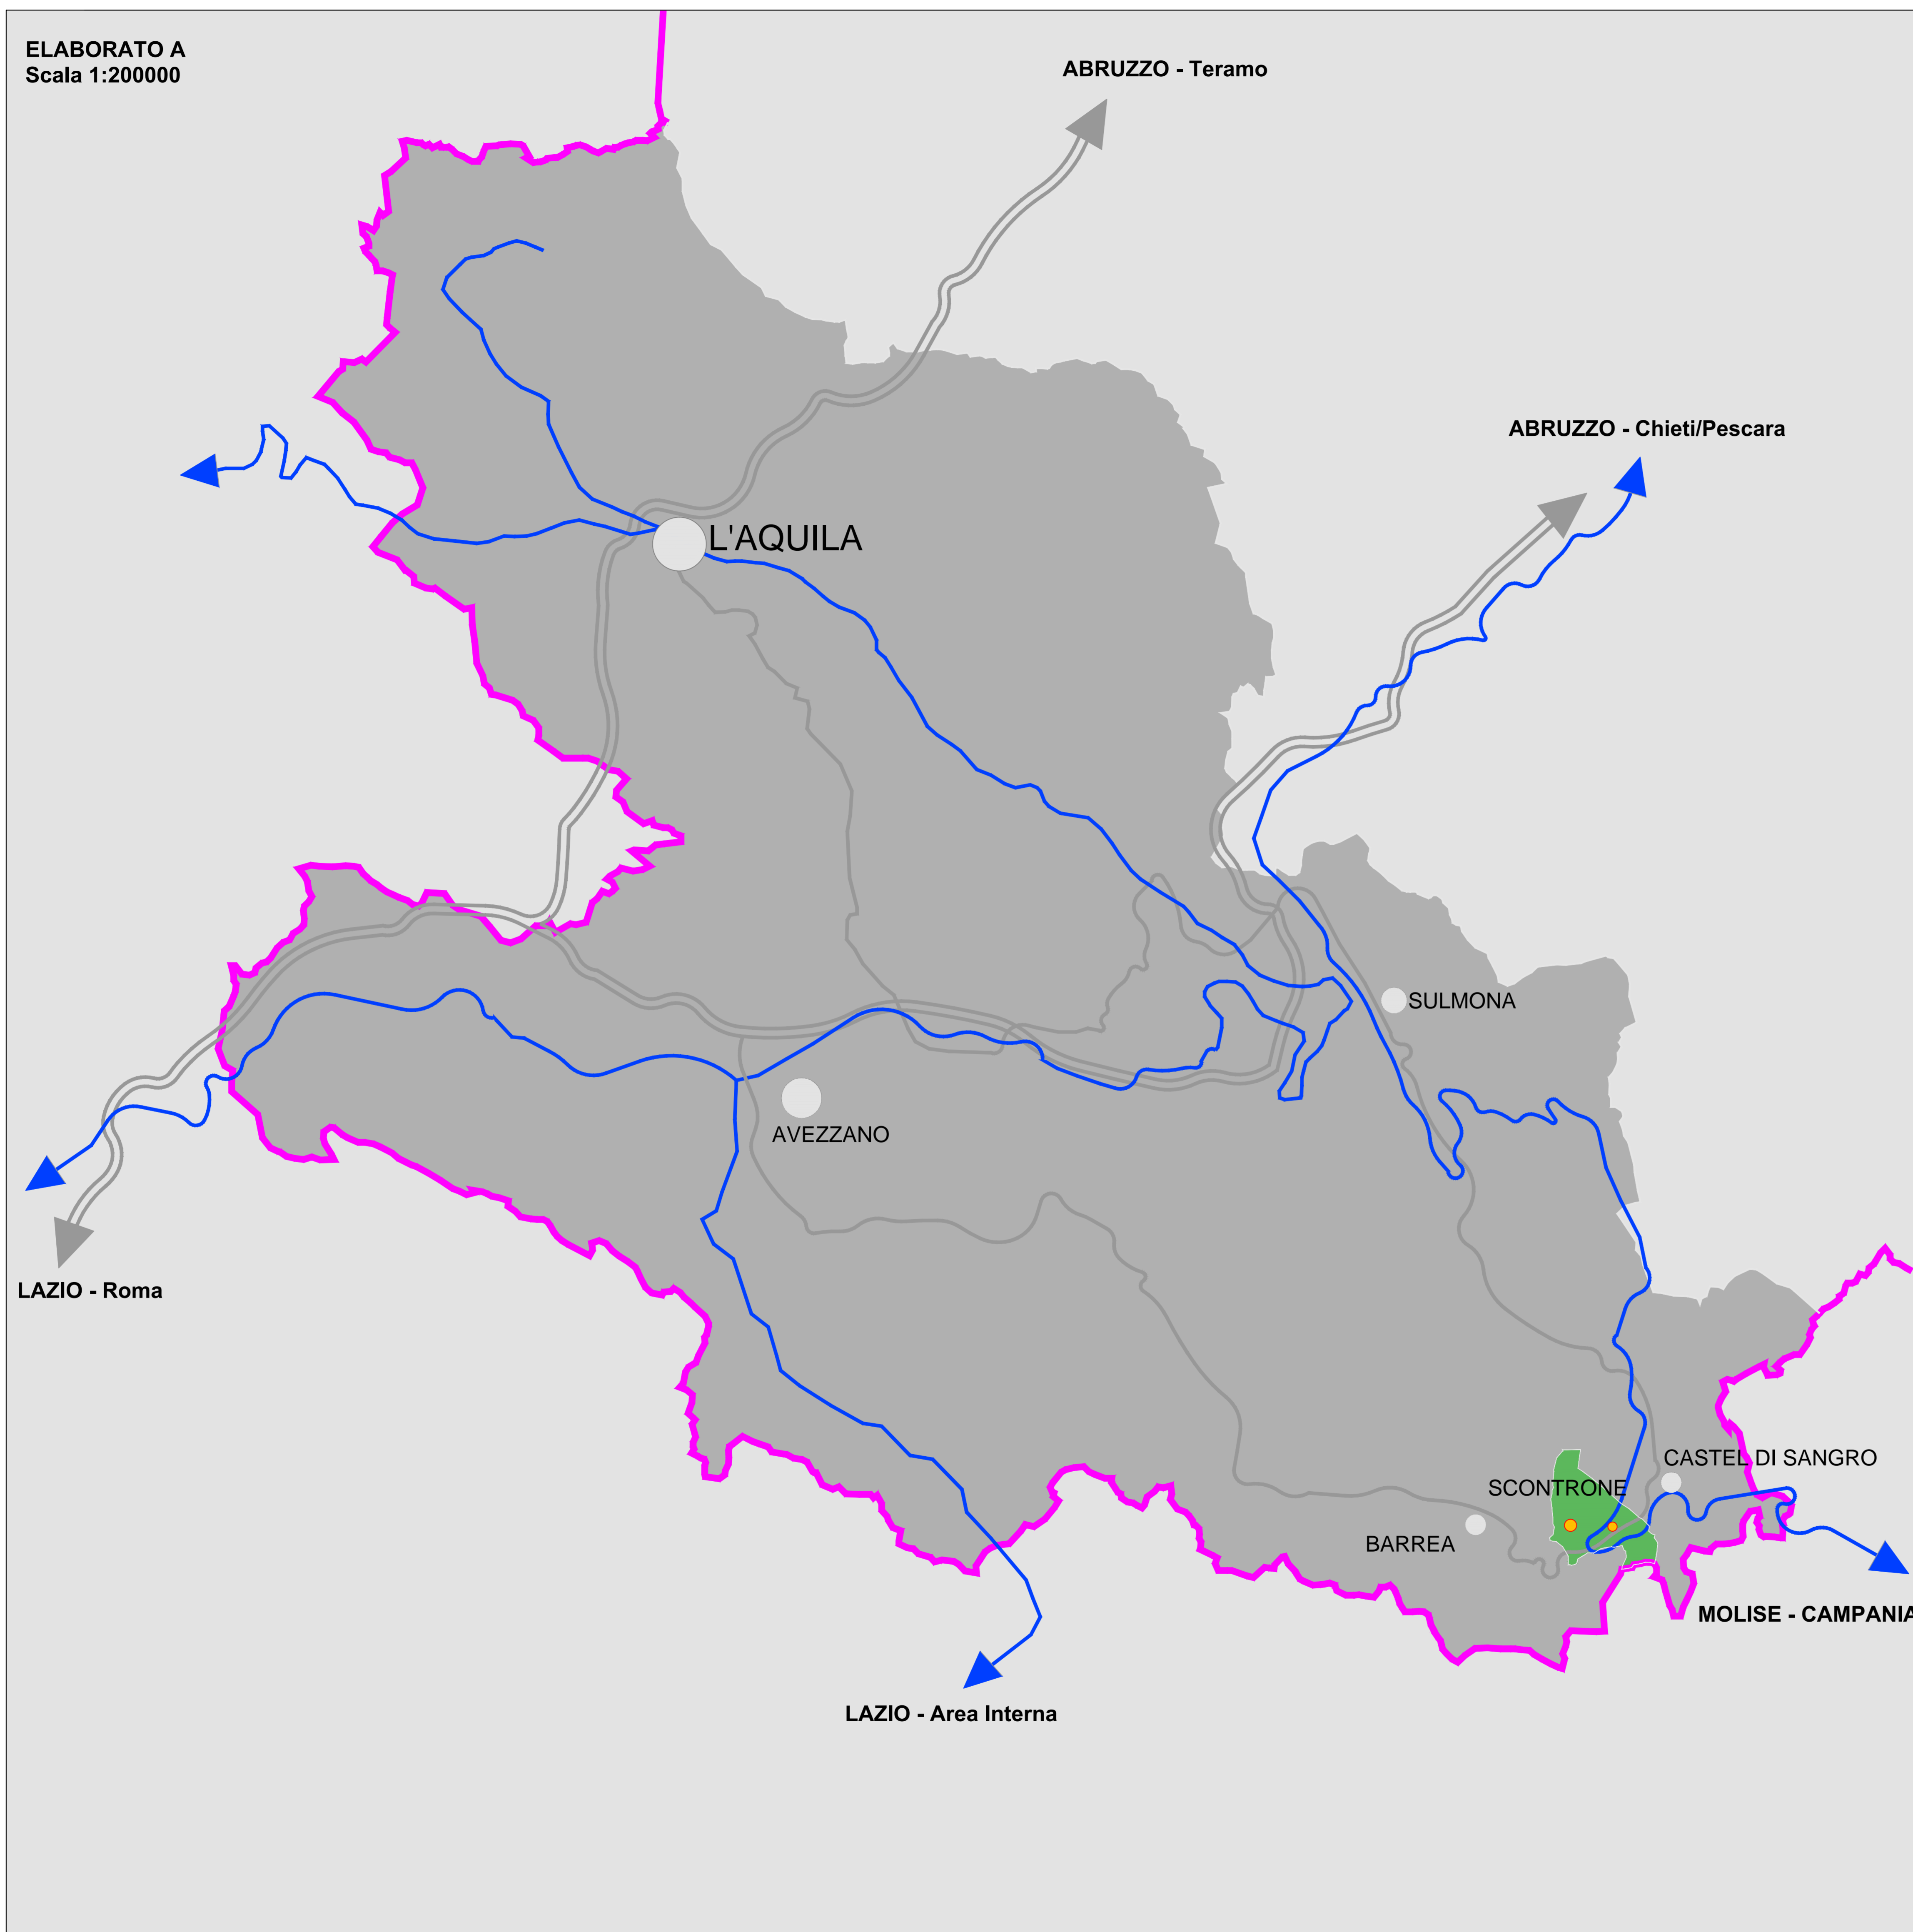 ELABORATO A
Scala 1:200000
ABRUZZO - Teramo
ABRUZZO - Chieti/Pescara
L'AQUILA
SULMONA
AVEZZANO
LAZIO - Roma
CASTEL DI SANGRO
SCONTRONE
BARREA
MOLISE - CAMPANIA
LAZIO - Area Interna